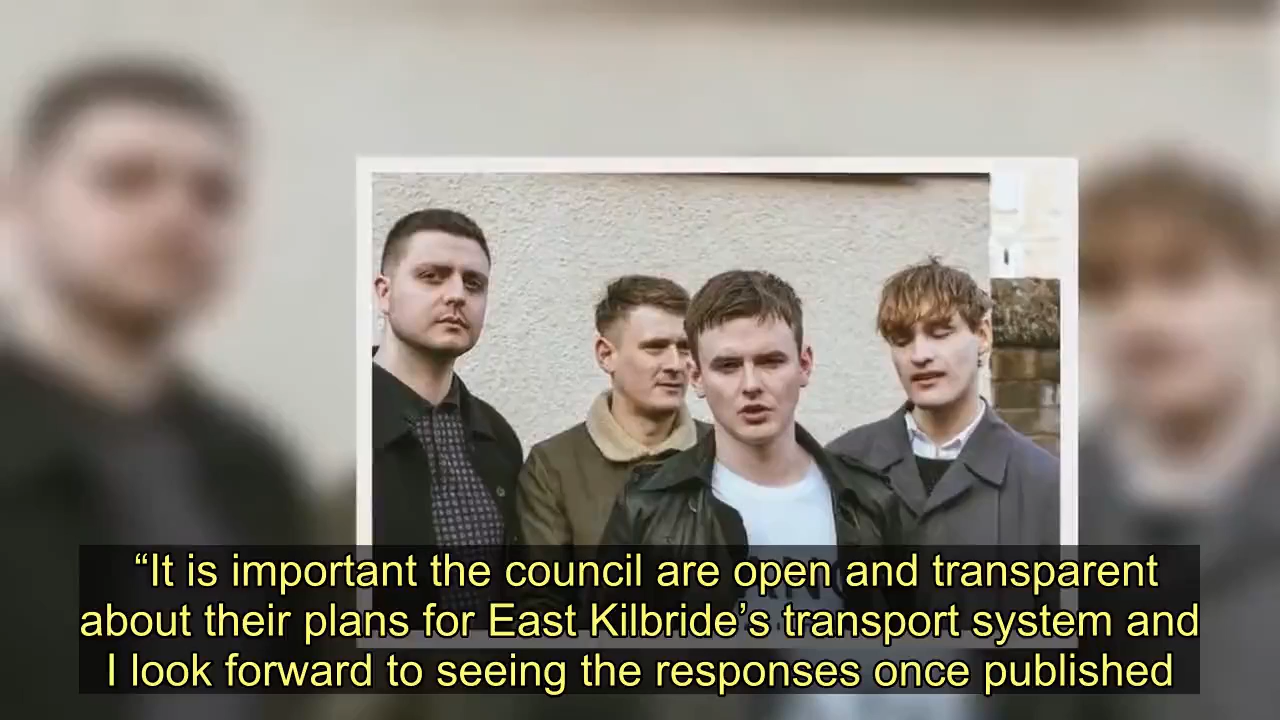 “It is important the council are open and transparent
about their plans for East Kilbride’s transport system and
I look forward to seeing the responses once published